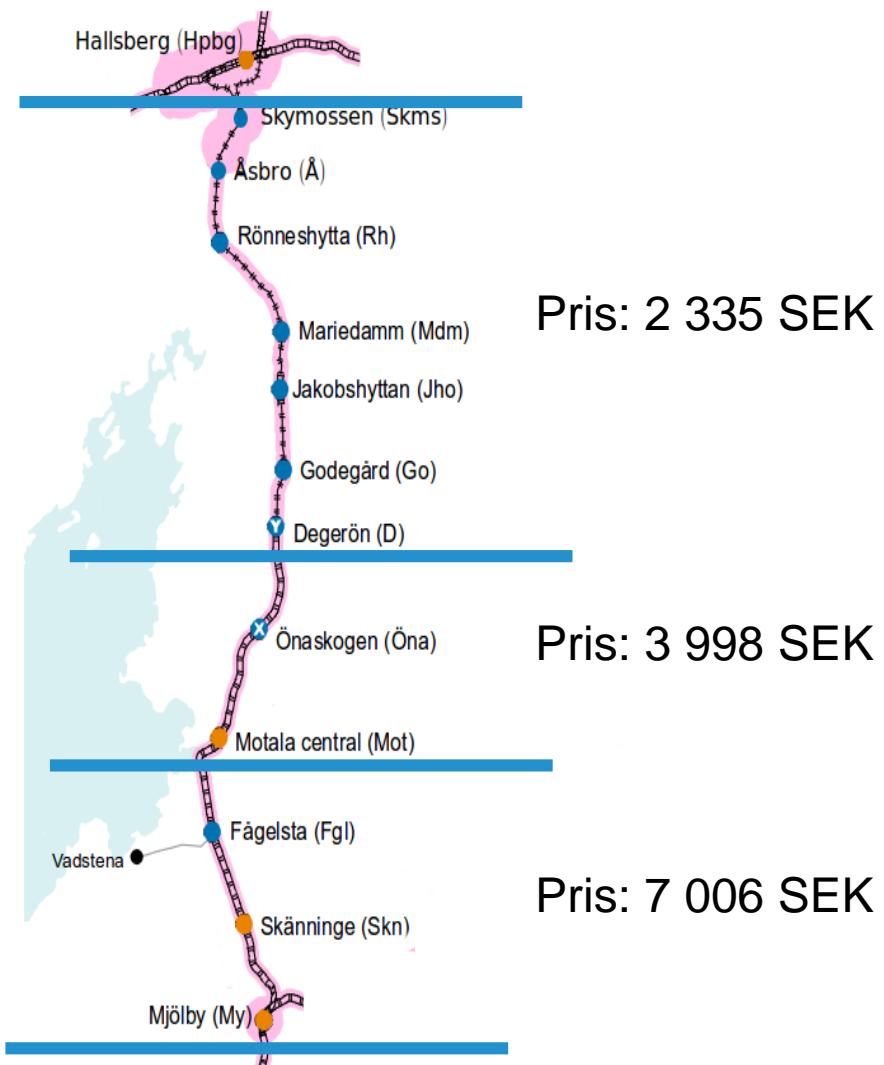 Hallsberg (Hpbg)
Skymossen (Skms)
Åsbro (Å)
Rönneshytta (Rh)
Pris: 2 335 SEK
Mariedamm (Mdm)
Jakobshyttan (Jho)
Godegård (Go)
Y
Degerön (D)
X
Önaskogen (Öna)
Pris: 3 998 SEK
Motala central (Mot)
Fågelsta (Fgl)
Vadstena
Pris: 7 006 SEK
Skänninge (Skn)
Mjölby (My)